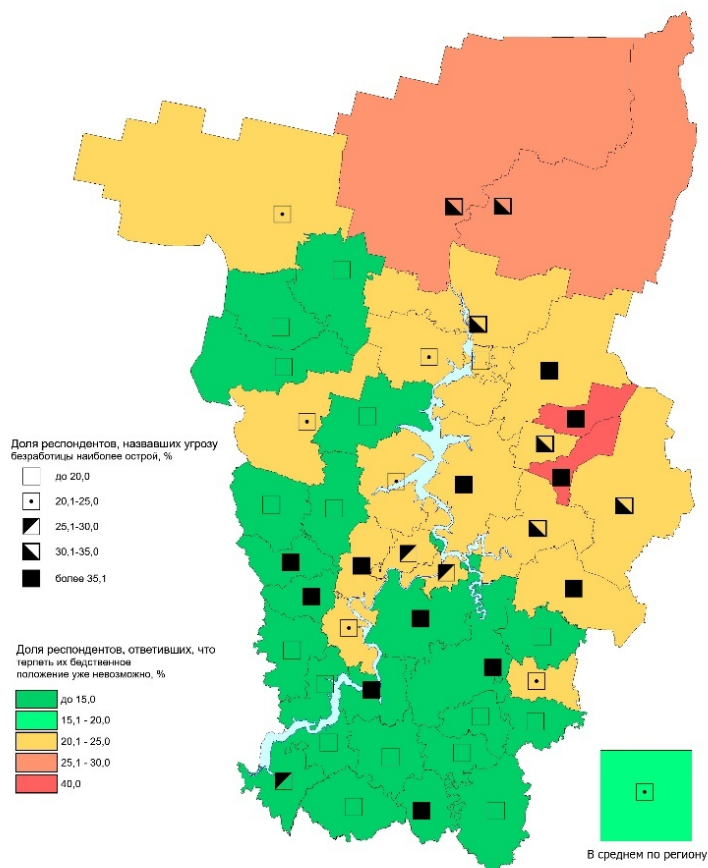 Доля респондентов, назвавших угрозу
безработицы наиболее острой, %
до 20,0
20,1-25,0
25,1-30,0
30,1-35,0
более 35,1
Доля респондентов, ответивших, что
терпеть их бедственное
положение уже невозможно, %
до 15,0
15,1 - 20,0
20,1 - 25,0
25,1 - 30,0
40,0
В среднем по региону